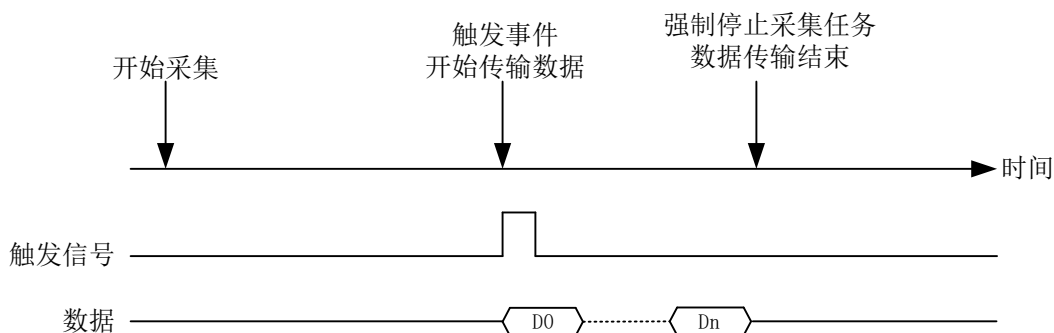 开始采集
触发事件
开始传输数据
强制停止采集任务
数据传输结束
时间
触发信号
数据
D0
Dn